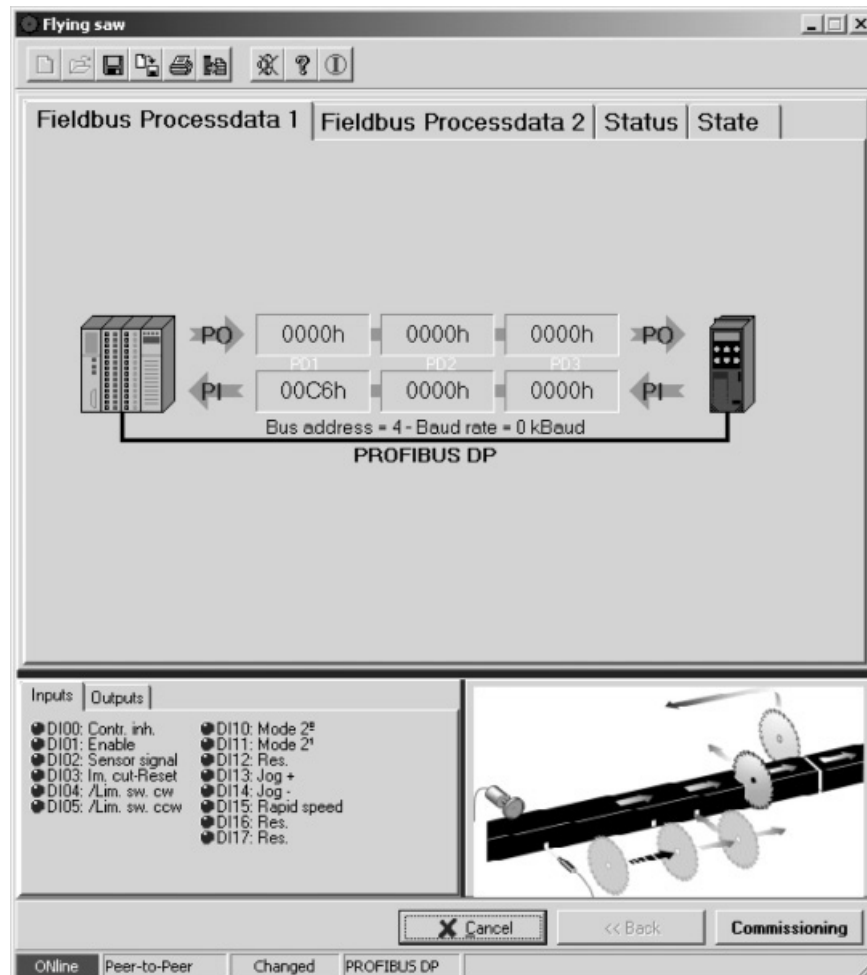 Flying saw
Fieldbus Processdata 1 Fieldbus Processdata 2 Status State
PO 0000h 0000h 0000h PO
PD1 PD2 PD3
PI 00C6h 0000h 0000h PI
Bus address = 4 - Baud rate = 0 kBaud
PROFIBUS DP
Inputs Outputs
DI00: Contr. inh. DI10: Mode 2⁰
DI01: Enable DI11: Mode 2¹
DI02: Sensor signal DI12: Res.
DI03: Im. cut-Reset DI13: Jog +
DI04: /Lim. sw. cw DI14: Jog -
DI05: /Lim. sw. ccw DI15: Rapid speed
DI16: Res.
DI17: Res.
Cancel << Back Commissioning
ONline Peer-to-Peer Changed PROFIBUS DP